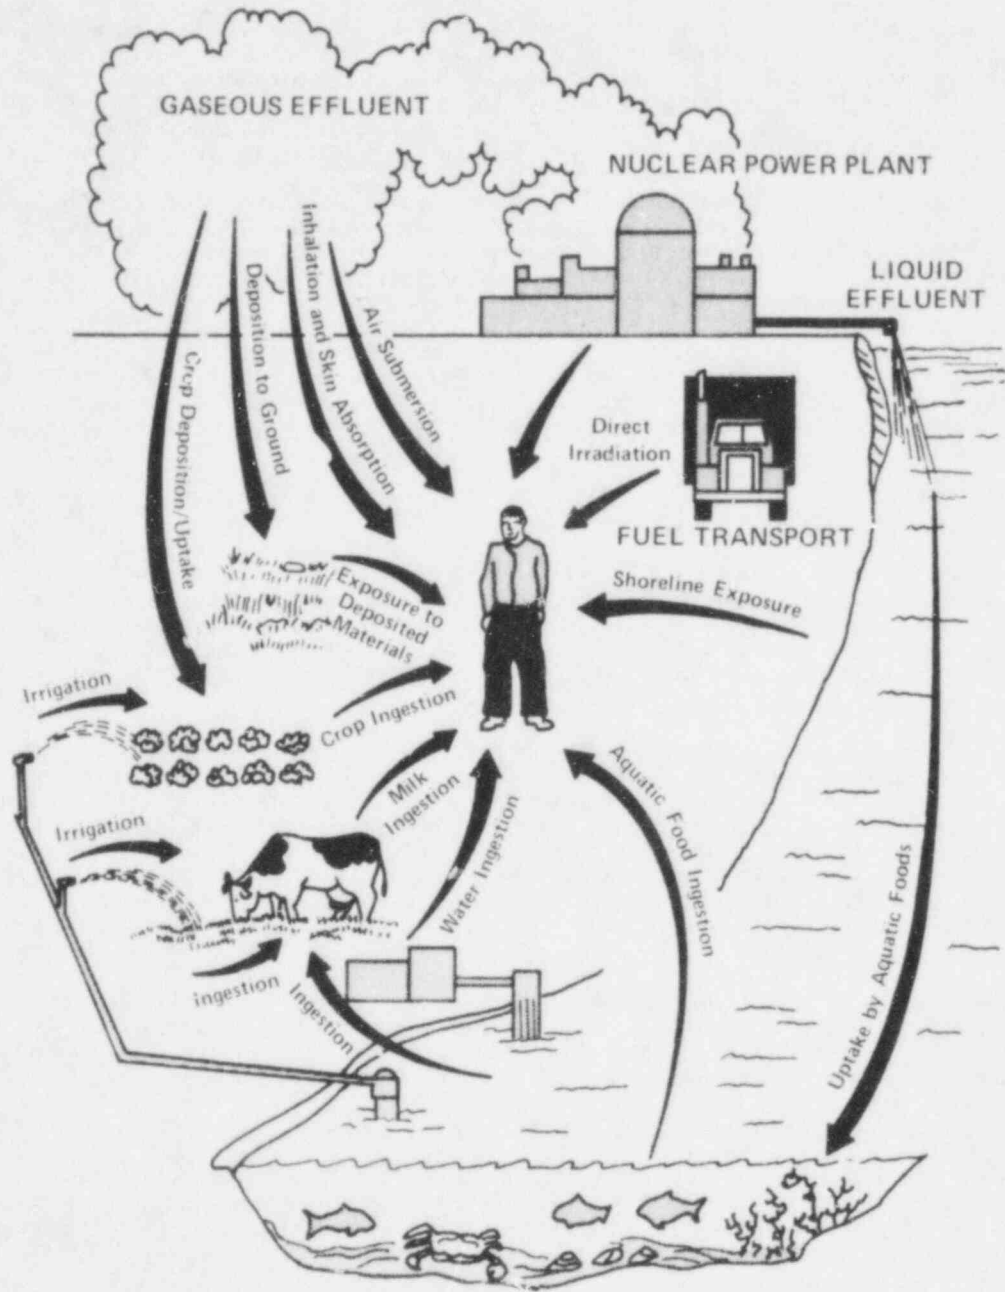 GASEOUS EFFLUENT
NUCLEAR POWER PLANT
LIQUID
EFFLUENT
Crop Deposition/Uptake
Deposition to Ground
Inhalation and Skin Absorption
Air Submersion
Direct
Irradiation
FUEL TRANSPORT
Exposure to
Deposited
Materials
Shoreline Exposure
Irrigation
Crop Ingestion
Irrigation
Milk
Ingestion
Water Ingestion
Aquatic Food Ingestion
Uptake by Aquatic Foods
ingestion
Ingestion